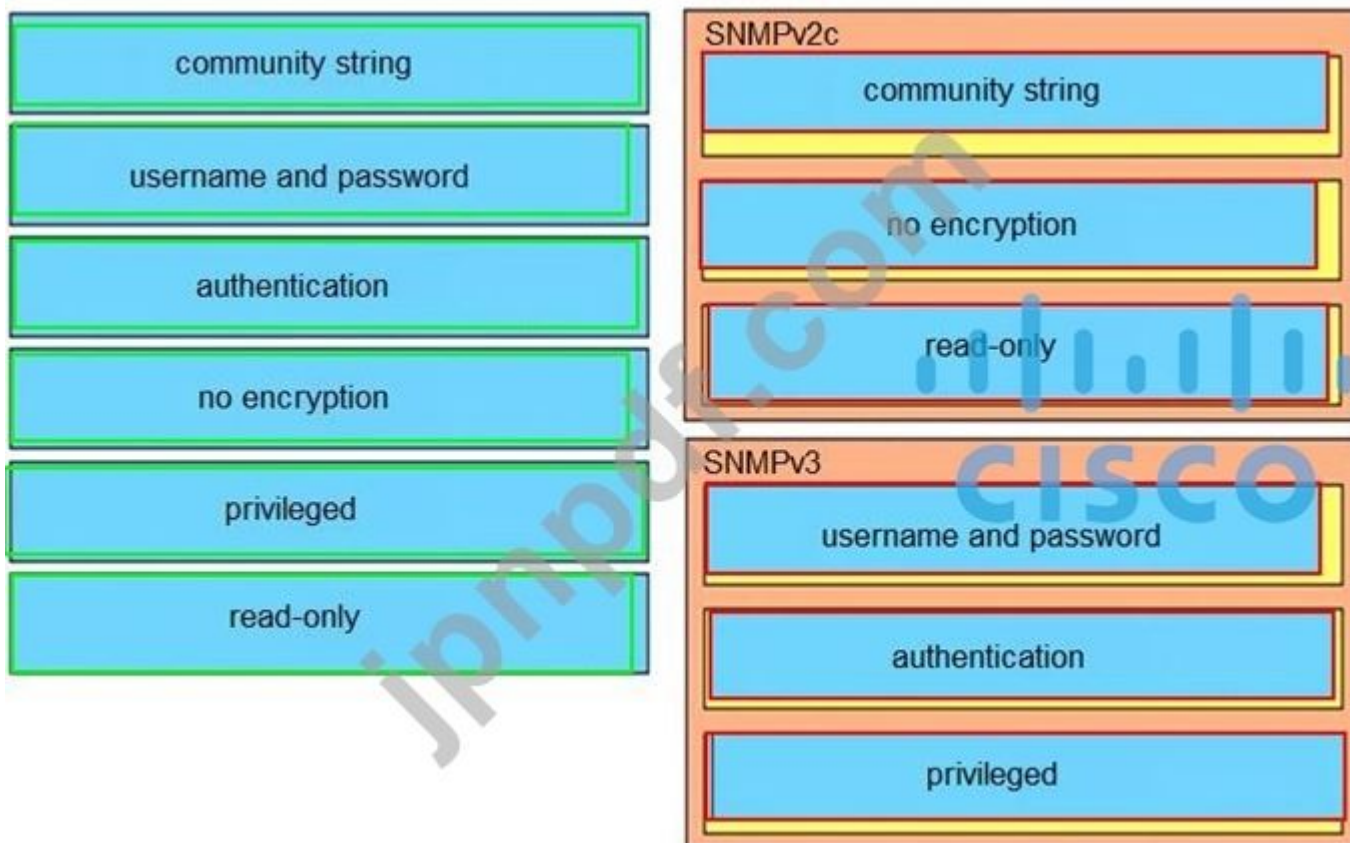 community string
username and password
authentication
no encryption
privileged
read-only
SNMPv2c
community string
no encryption
read-only
SNMPv3
username and password
authentication
privileged
CISCO
jpnpdf.com